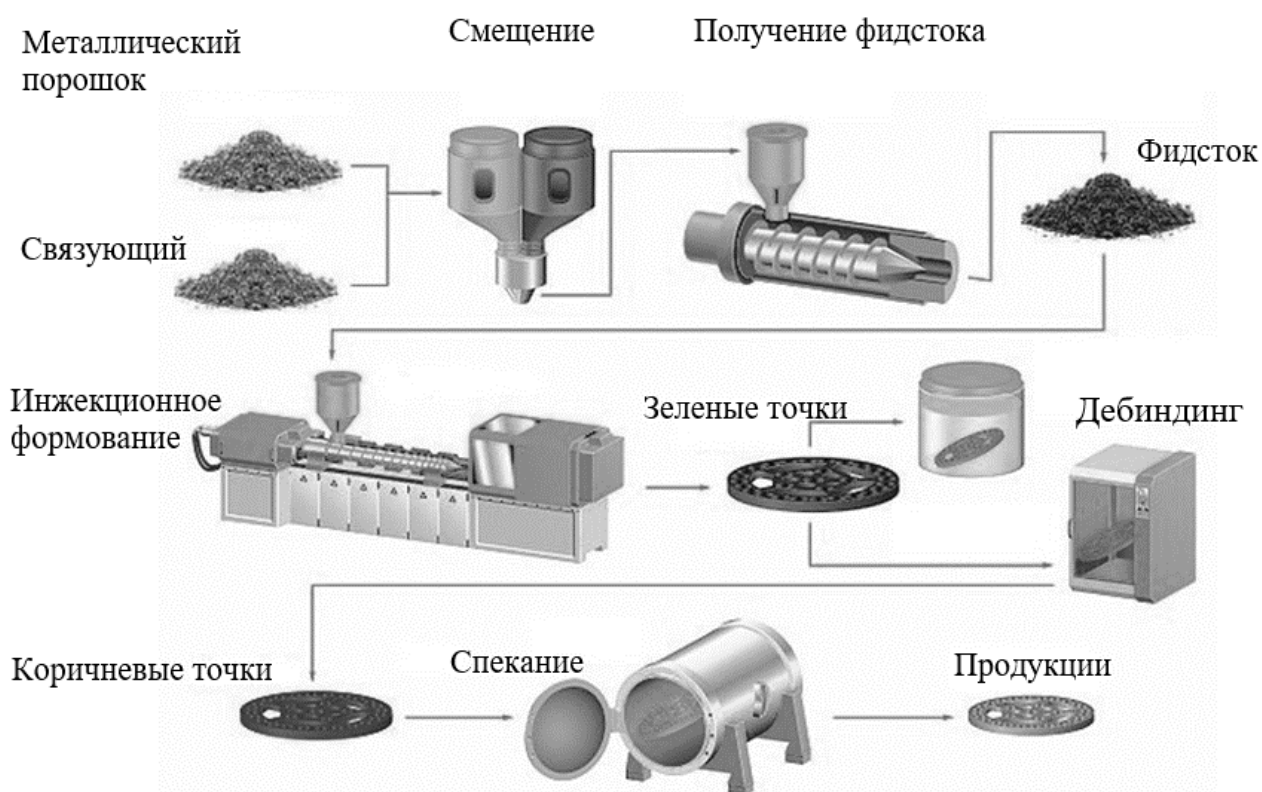 Металлический
порошок
Смещение
Получение фидстока
Фидсток
Связующий
Инжекционное
формование
Зеленые точки
Дебиндинг
Коричневые точки
Спекание
Продукции